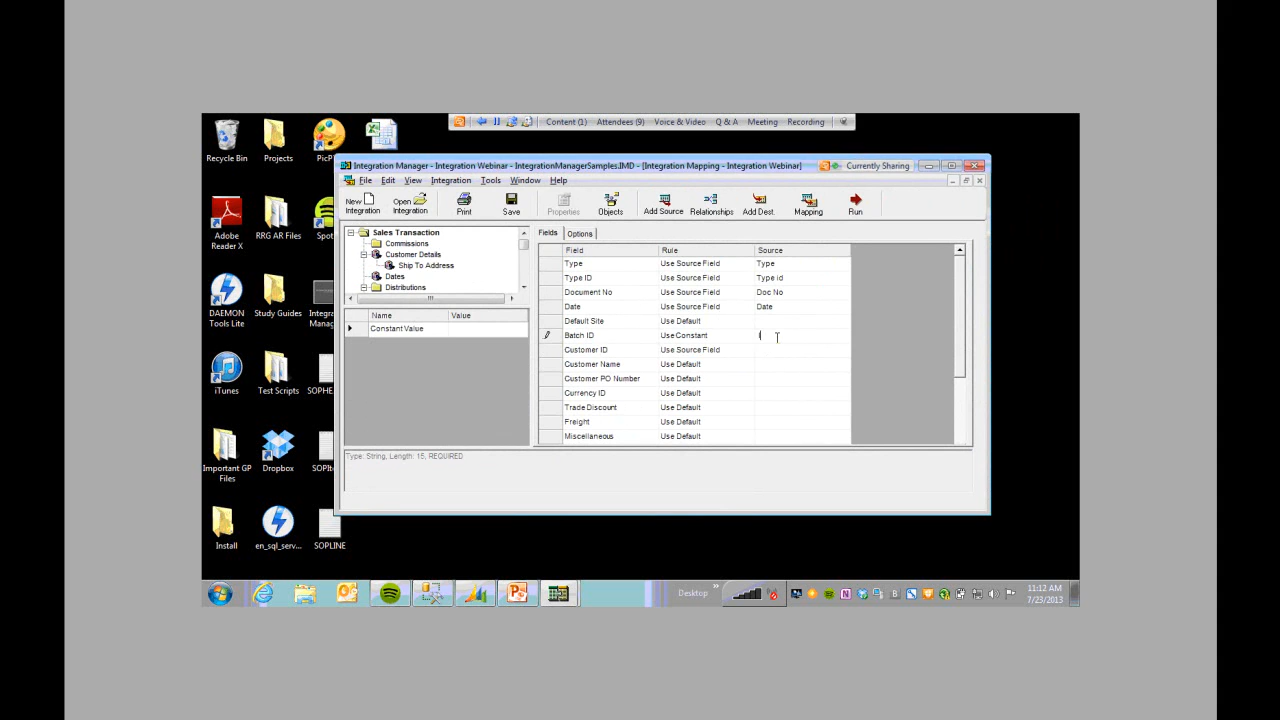 Content (1) Attendees (9) Voice & Video Q & A Meeting Recording
Recycle Bin
Projects
Adobe Reader X
RRG AR Files
DAEMON Tools Lite
Study Guides
iTunes
Test Scripts
Important GP Files
Dropbox
Install
en_sql_serv...
SOPLINE
Integration Manager - Integration Webinar - IntegrationManagerSamples.IMD - [Integration Mapping - Integration Webinar]
Currently Sharing
File Edit View Integration Tools Window Help
New Integration
Open Integration
Print
Save
Properties
Objects
Add Source
Relationships
Add Dest.
Mapping
Run
Sales Transaction
Commissions
Customer Details
Ship To Address
Dates
Distributions
Name Value
Constant Value
Fields Options
Field Rule Source
Type Use Source Field Type
Type ID Use Source Field Type id
Document No Use Source Field Doc No
Date Use Source Field Date
Default Site Use Default
Batch ID Use Constant
Customer ID Use Source Field
Customer Name Use Default
Customer PO Number Use Default
Currency ID Use Default
Trade Discount Use Default
Freight Use Default
Miscellaneous Use Default
Type: String, Length: 15, REQUIRED
Desktop
11:12 AM
7/23/2013